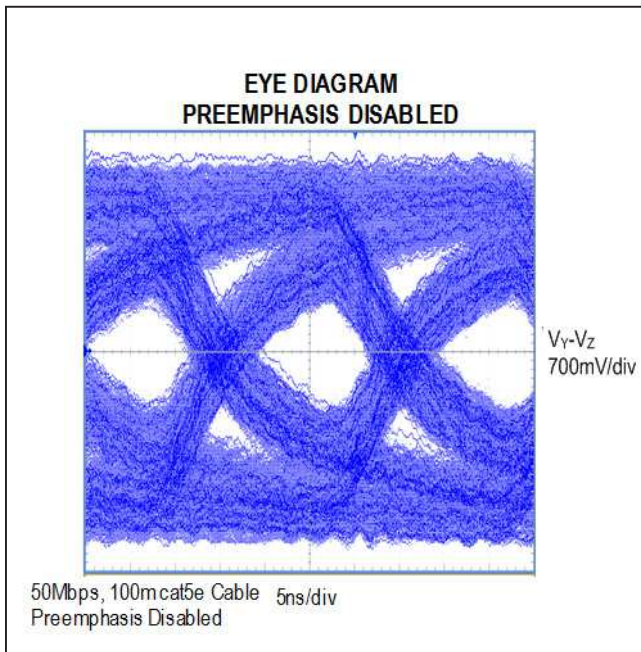 EYE DIAGRAM
PREEMPHASIS DISABLED
VY-VZ
700mV/div
50Mbps, 100m cat5e Cable
5ns/div
Preemphasis Disabled